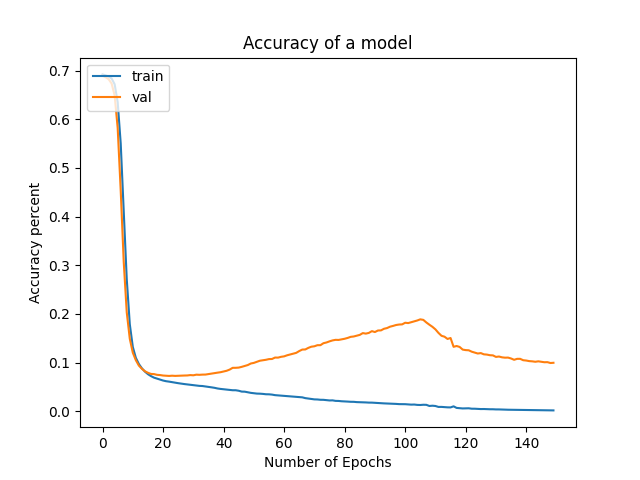 Accuracy of a model
train
val
Accuracy percent
0.7
0.6
0.5
0.4
0.3
0.2
0.1
0.0
0 20 40 60 80 100 120 140
Number of Epochs